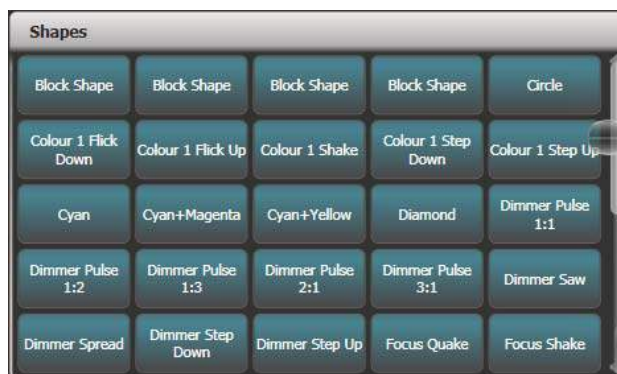 Shapes
Block Shape
Block Shape
Block Shape
Block Shape
Circle
Colour 1 Flick
Down
Colour 1 Flick Up
Colour 1 Shake
Colour 1 Step
Down
Colour 1 Step Up
Cyan
Cyan+Magenta
Cyan+Yellow
Diamond
Dimmer Pulse
1:1
Dimmer Pulse
1:2
Dimmer Pulse
1:3
Dimmer Pulse
2:1
Dimmer Pulse
3:1
Dimmer Saw
Dimmer Spread
Dimmer Step
Down
Dimmer Step Up
Focus Quake
Focus Shake